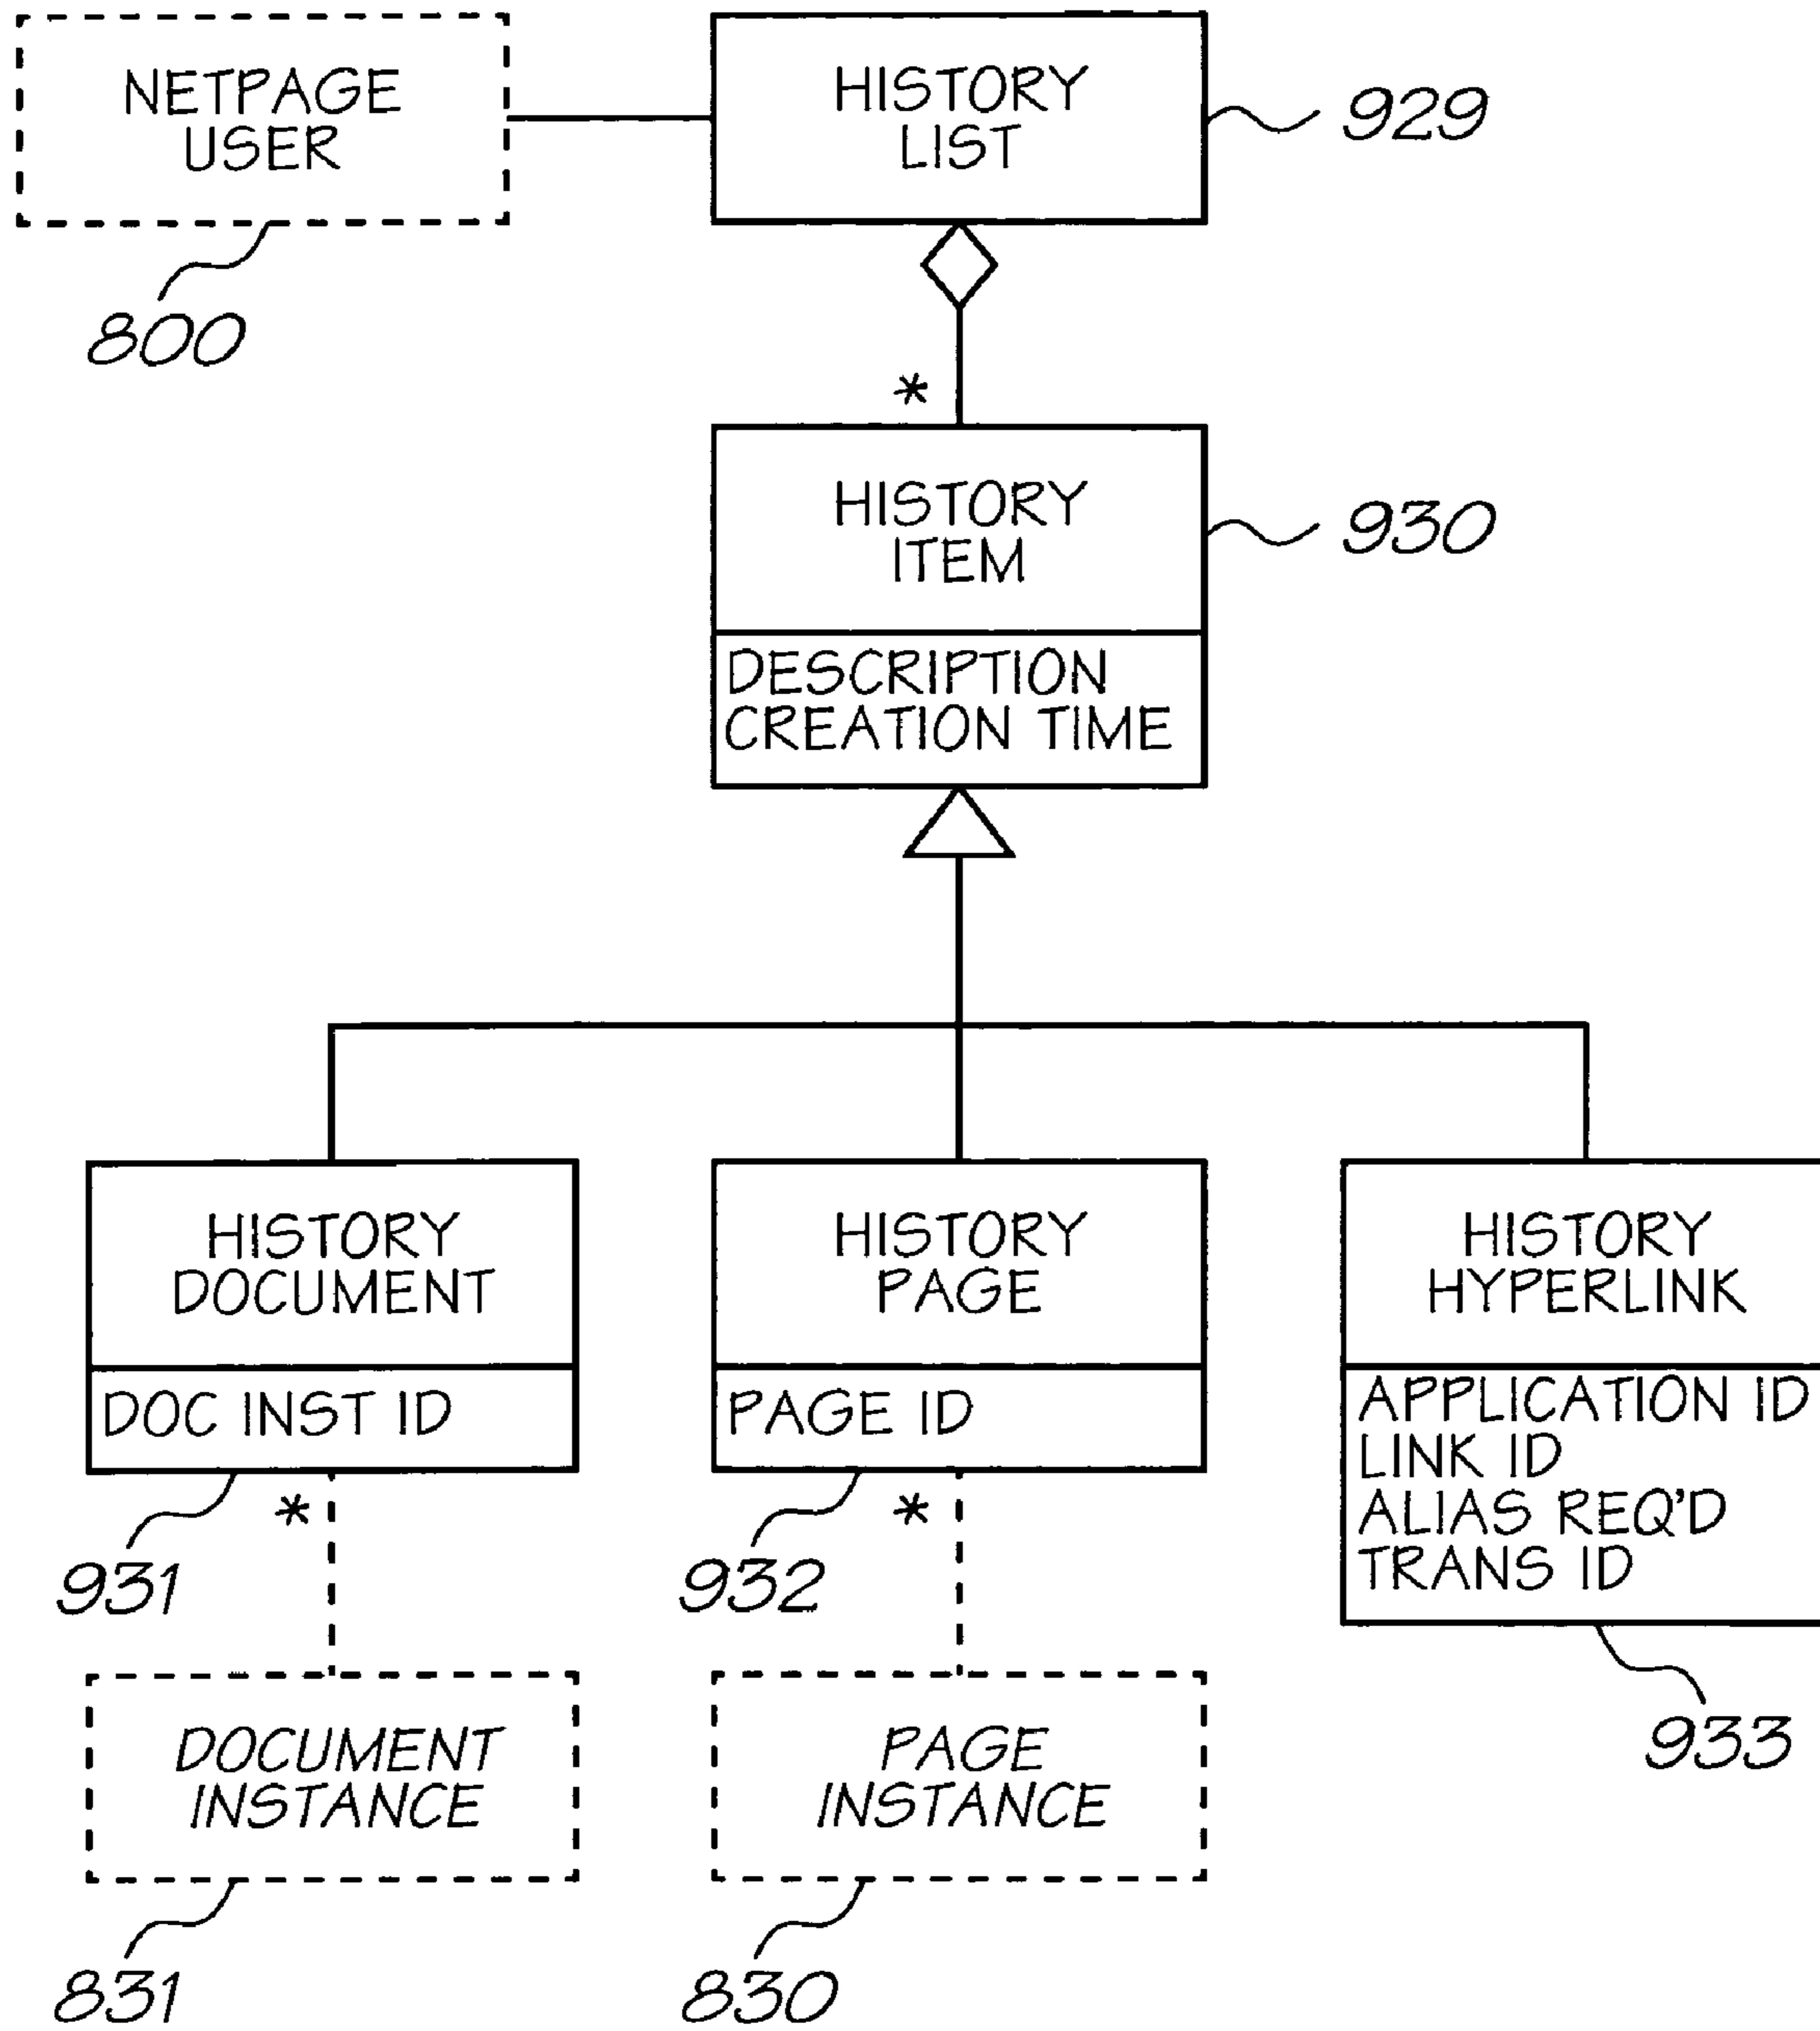 NETPAGE
USER
800
HISTORY
LIST
929
*
HISTORY
ITEM
930
DESCRIPTION
CREATION TIME
HISTORY
DOCUMENT
DOC INST ID
931
*
HISTORY
PAGE
PAGE ID
932
*
HISTORY
HYPERLINK
APPLICATION ID
LINK ID
ALIAS REQ'D
TRANS ID
933
DOCUMENT
INSTANCE
831
PAGE
INSTANCE
830